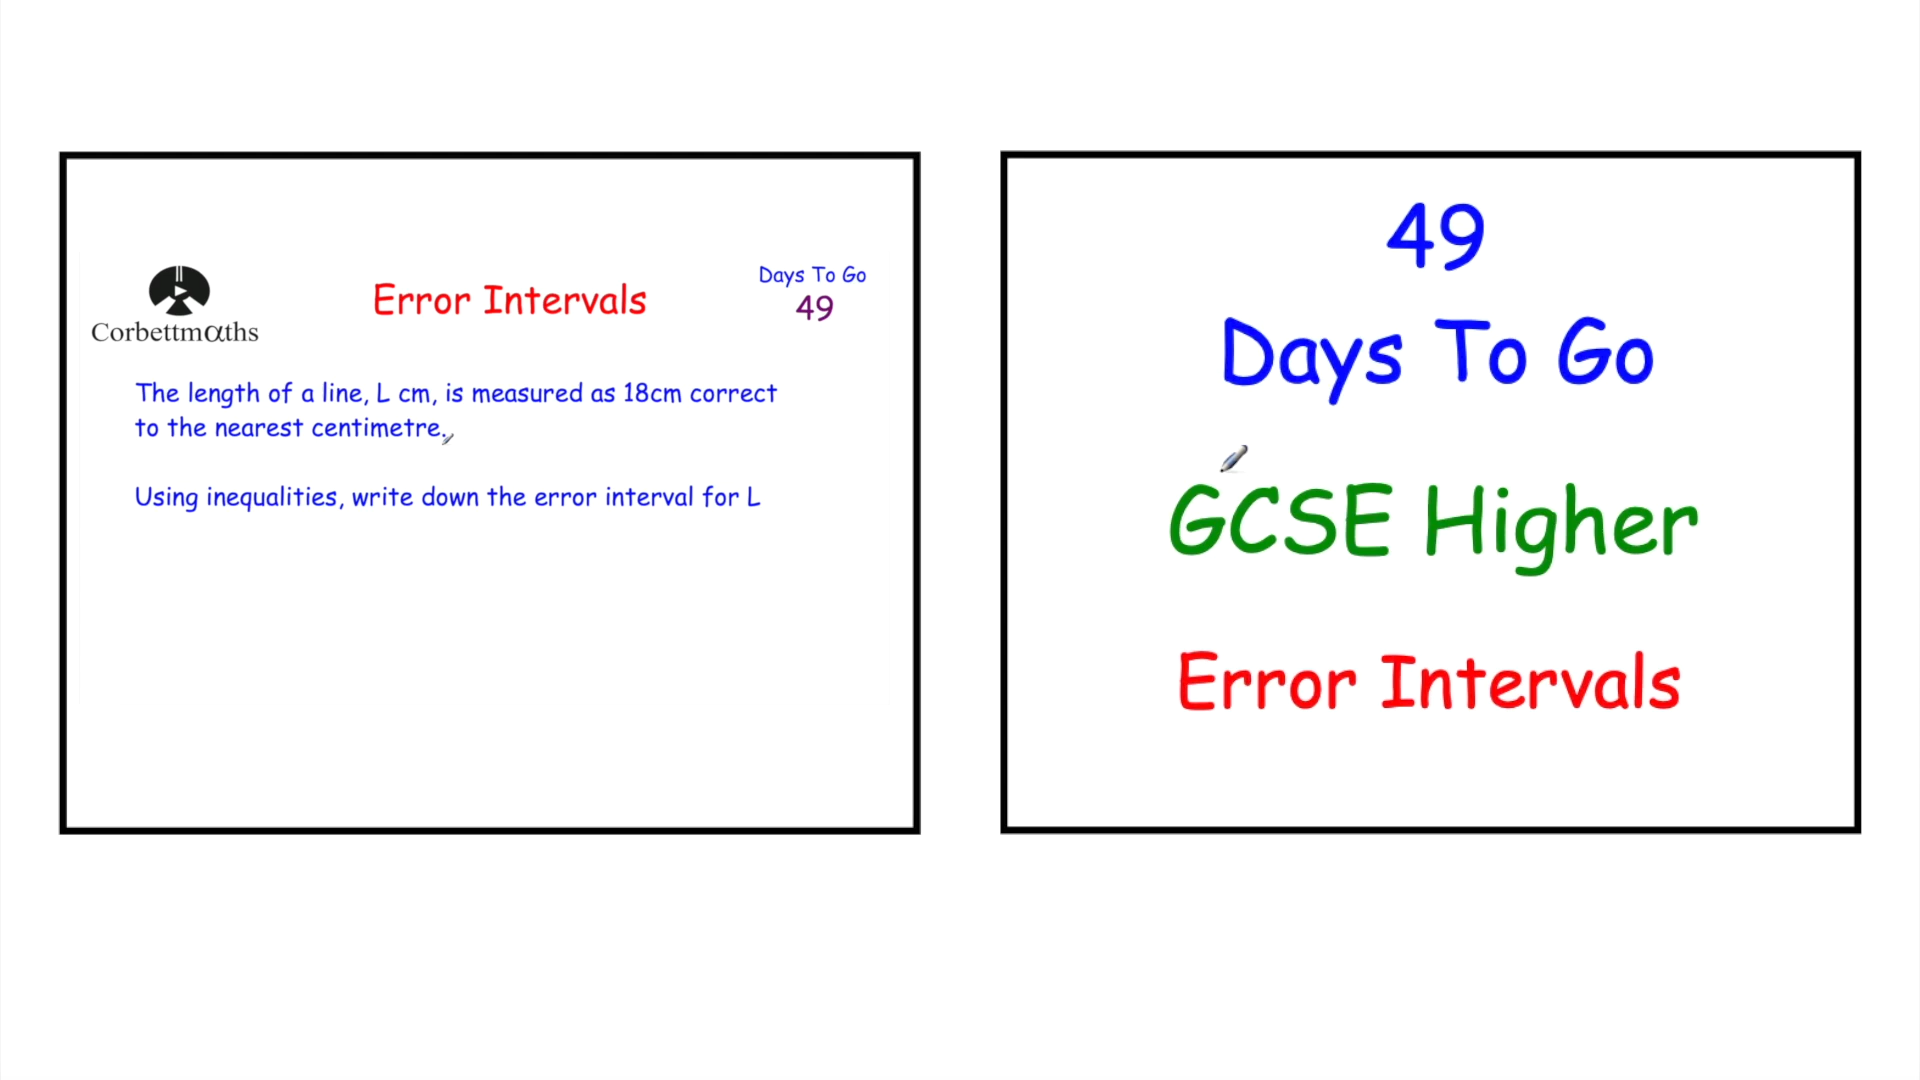 Corbettmαths
Error Intervals
Days To Go
49
The length of a line, L cm, is measured as 18cm correct
to the nearest centimetre.
Using inequalities, write down the error interval for L
49
Days To Go
GCSE Higher
Error Intervals